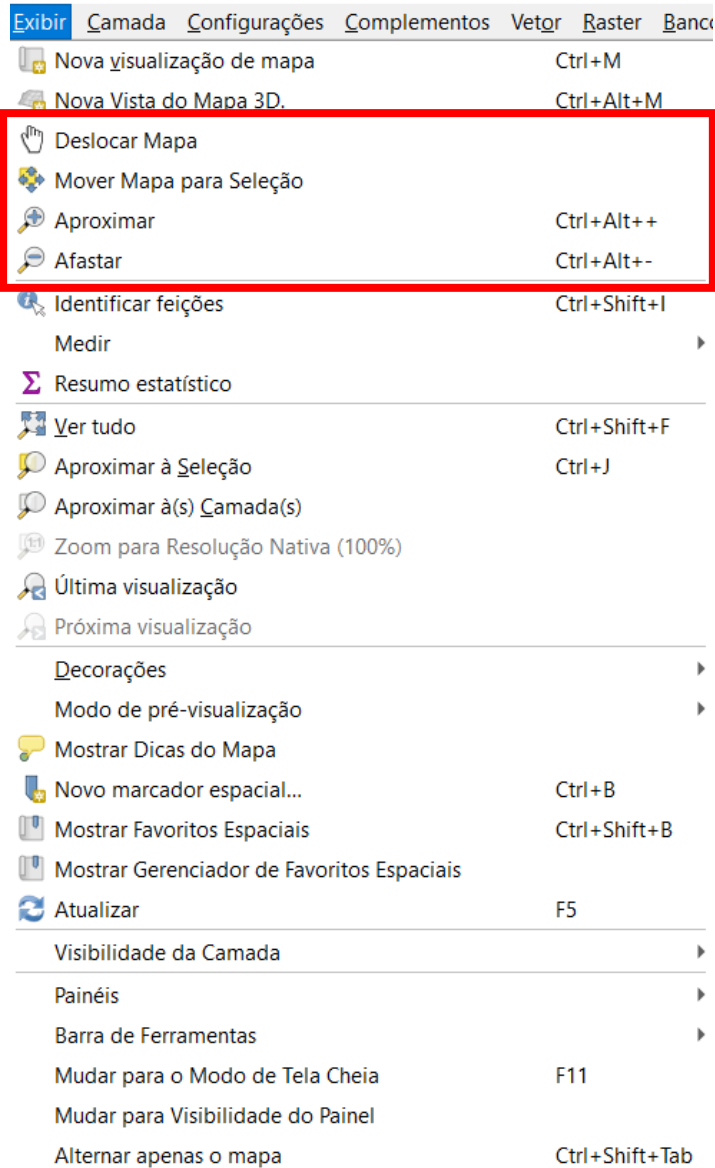 Exibir Camada Configurações Complementos Vetor Raster
Nova visualização de mapa Ctrl+M
Nova Vista do Mapa 3D. Ctrl+Alt+M
Deslocar Mapa
Mover Mapa para Seleção
Aproximar Ctrl+Alt++
Afastar Ctrl+Alt+-
Identificar feições Ctrl+Shift+I
Medir
Resumo estatístico
Ver tudo Ctrl+Shift+F
Aproximar à Seleção Ctrl+J
Aproximar à(s) Camada(s)
Zoom para Resolução Nativa (100%)
Última visualização
Próxima visualização
Decorações
Modo de pré-visualização
Mostrar Dicas do Mapa
Novo marcador espacial... Ctrl+B
Mostrar Favoritos Espaciais Ctrl+Shift+B
Mostrar Gerenciador de Favoritos Espaciais
Atualizar F5
Visibilidade da Camada
Painéis
Barra de Ferramentas
Mudar para o Modo de Tela Cheia F11
Mudar para Visibilidade do Painel
Alternar apenas o mapa Ctrl+Shift+Tab